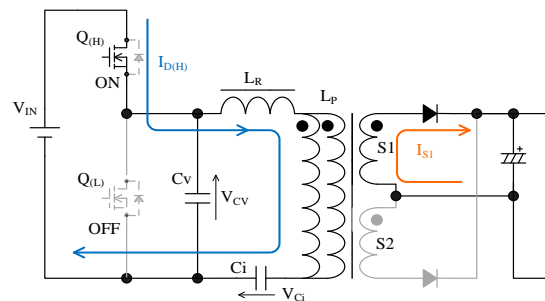 Q(H)
ID(H)
ON
LR
VIN
LP
S1
IS1
+
Q(L)
Cv
VCV
OFF
S2
Ci
VCi